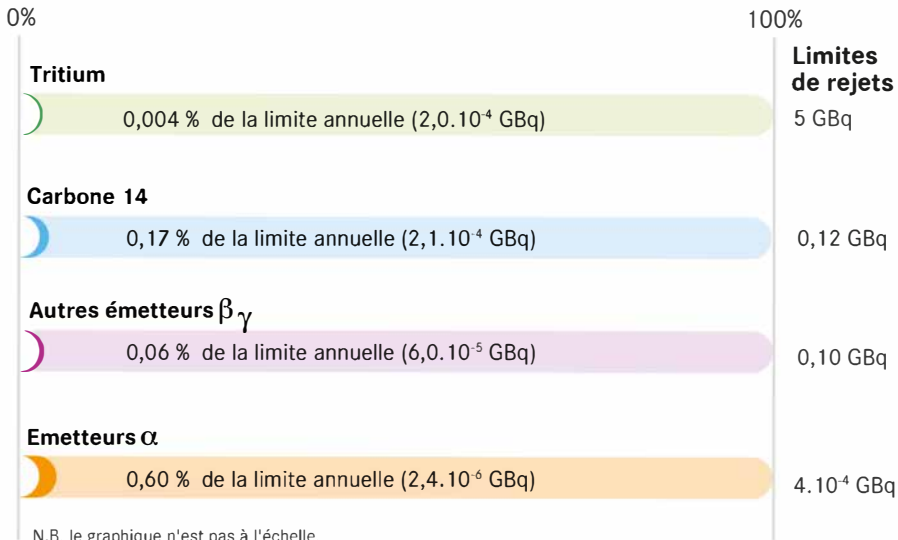 0%
100%
Limites
de rejets
Tritium
0,004 % de la limite annuelle (2,0.10⁻⁴ GBq)
5 GBq
Carbone 14
0,17 % de la limite annuelle (2,1.10⁻⁴ GBq)
0,12 GBq
Autres émetteurs βγ
0,06 % de la limite annuelle (6,0.10⁻⁵ GBq)
0,10 GBq
Emetteurs α
0,60 % de la limite annuelle (2,4.10⁻⁶ GBq)
4.10⁻⁴ GBq
N.B. le graphique n'est pas à l'échelle